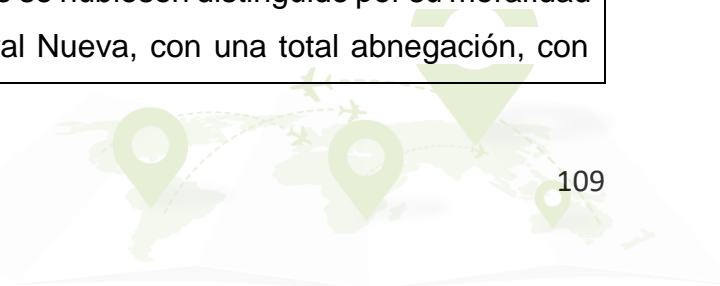 se hubiesen distinguido por su moralidad
al Nueva, con una total abnegación, con
109